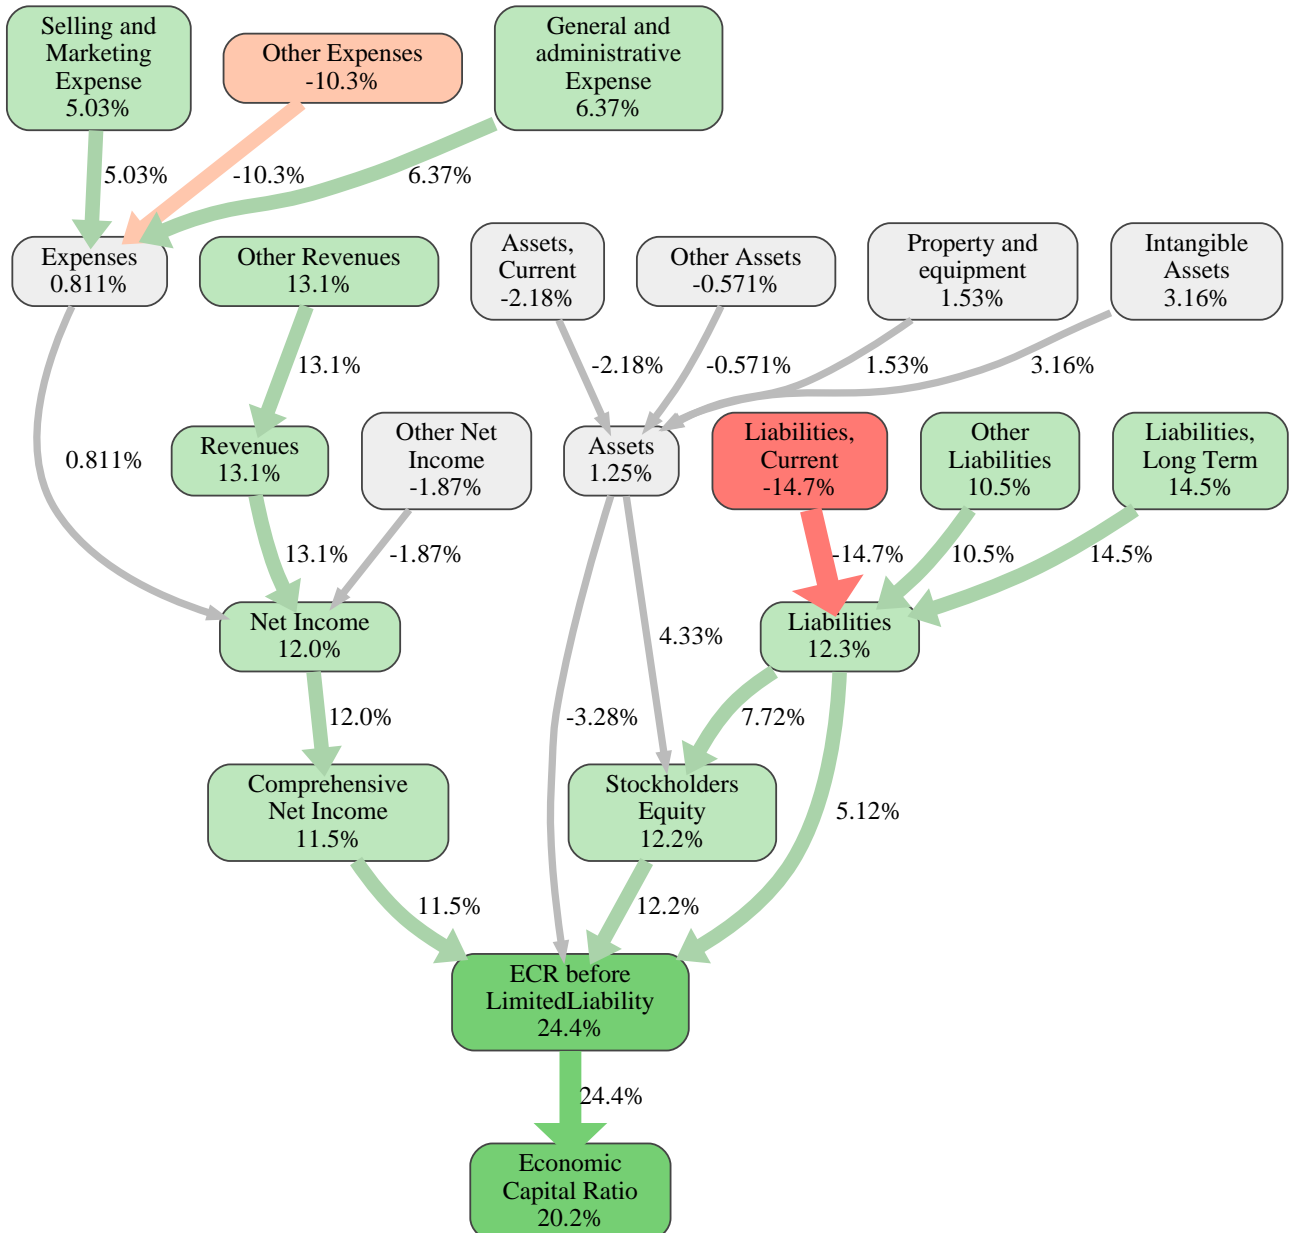 Selling and
Marketing
Expense
5.03%
Other Expenses
-10.3%
General and
administrative
Expense
6.37%
5.03%
-10.3%
6.37%
Expenses
0.811%
Other Revenues
13.1%
Assets,
Current
-2.18%
Other Assets
-0.571%
Property and
equipment
1.53%
Intangible
Assets
3.16%
13.1%
-2.18%
-0.571%
1.53%
3.16%
0.811%
Revenues
13.1%
Other Net
Income
-1.87%
Assets
1.25%
Liabilities,
Current
-14.7%
Other
Liabilities
10.5%
Liabilities,
Long Term
14.5%
13.1%
-1.87%
-14.7%
10.5%
14.5%
Net Income
12.0%
4.33%
Liabilities
12.3%
12.0%
-3.28%
7.72%
Comprehensive
Net Income
11.5%
Stockholders
Equity
12.2%
5.12%
11.5%
12.2%
ECR before
LimitedLiability
24.4%
24.4%
Economic
Capital Ratio
20.2%